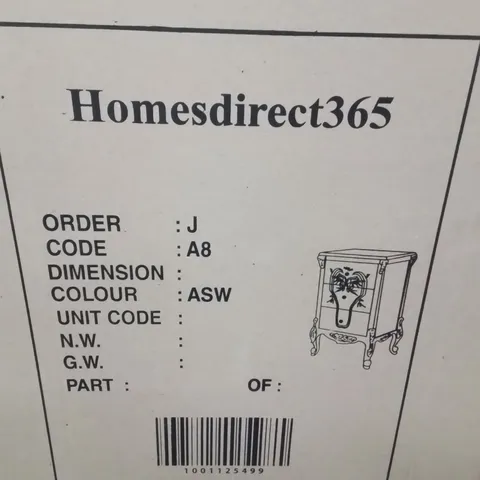 Homesdirect365
ORDER : J
CODE : A8
DIMENSION :
COLOUR : ASW
UNIT CODE :
N.W. :
G.W. :
PART : OF :
1001125499